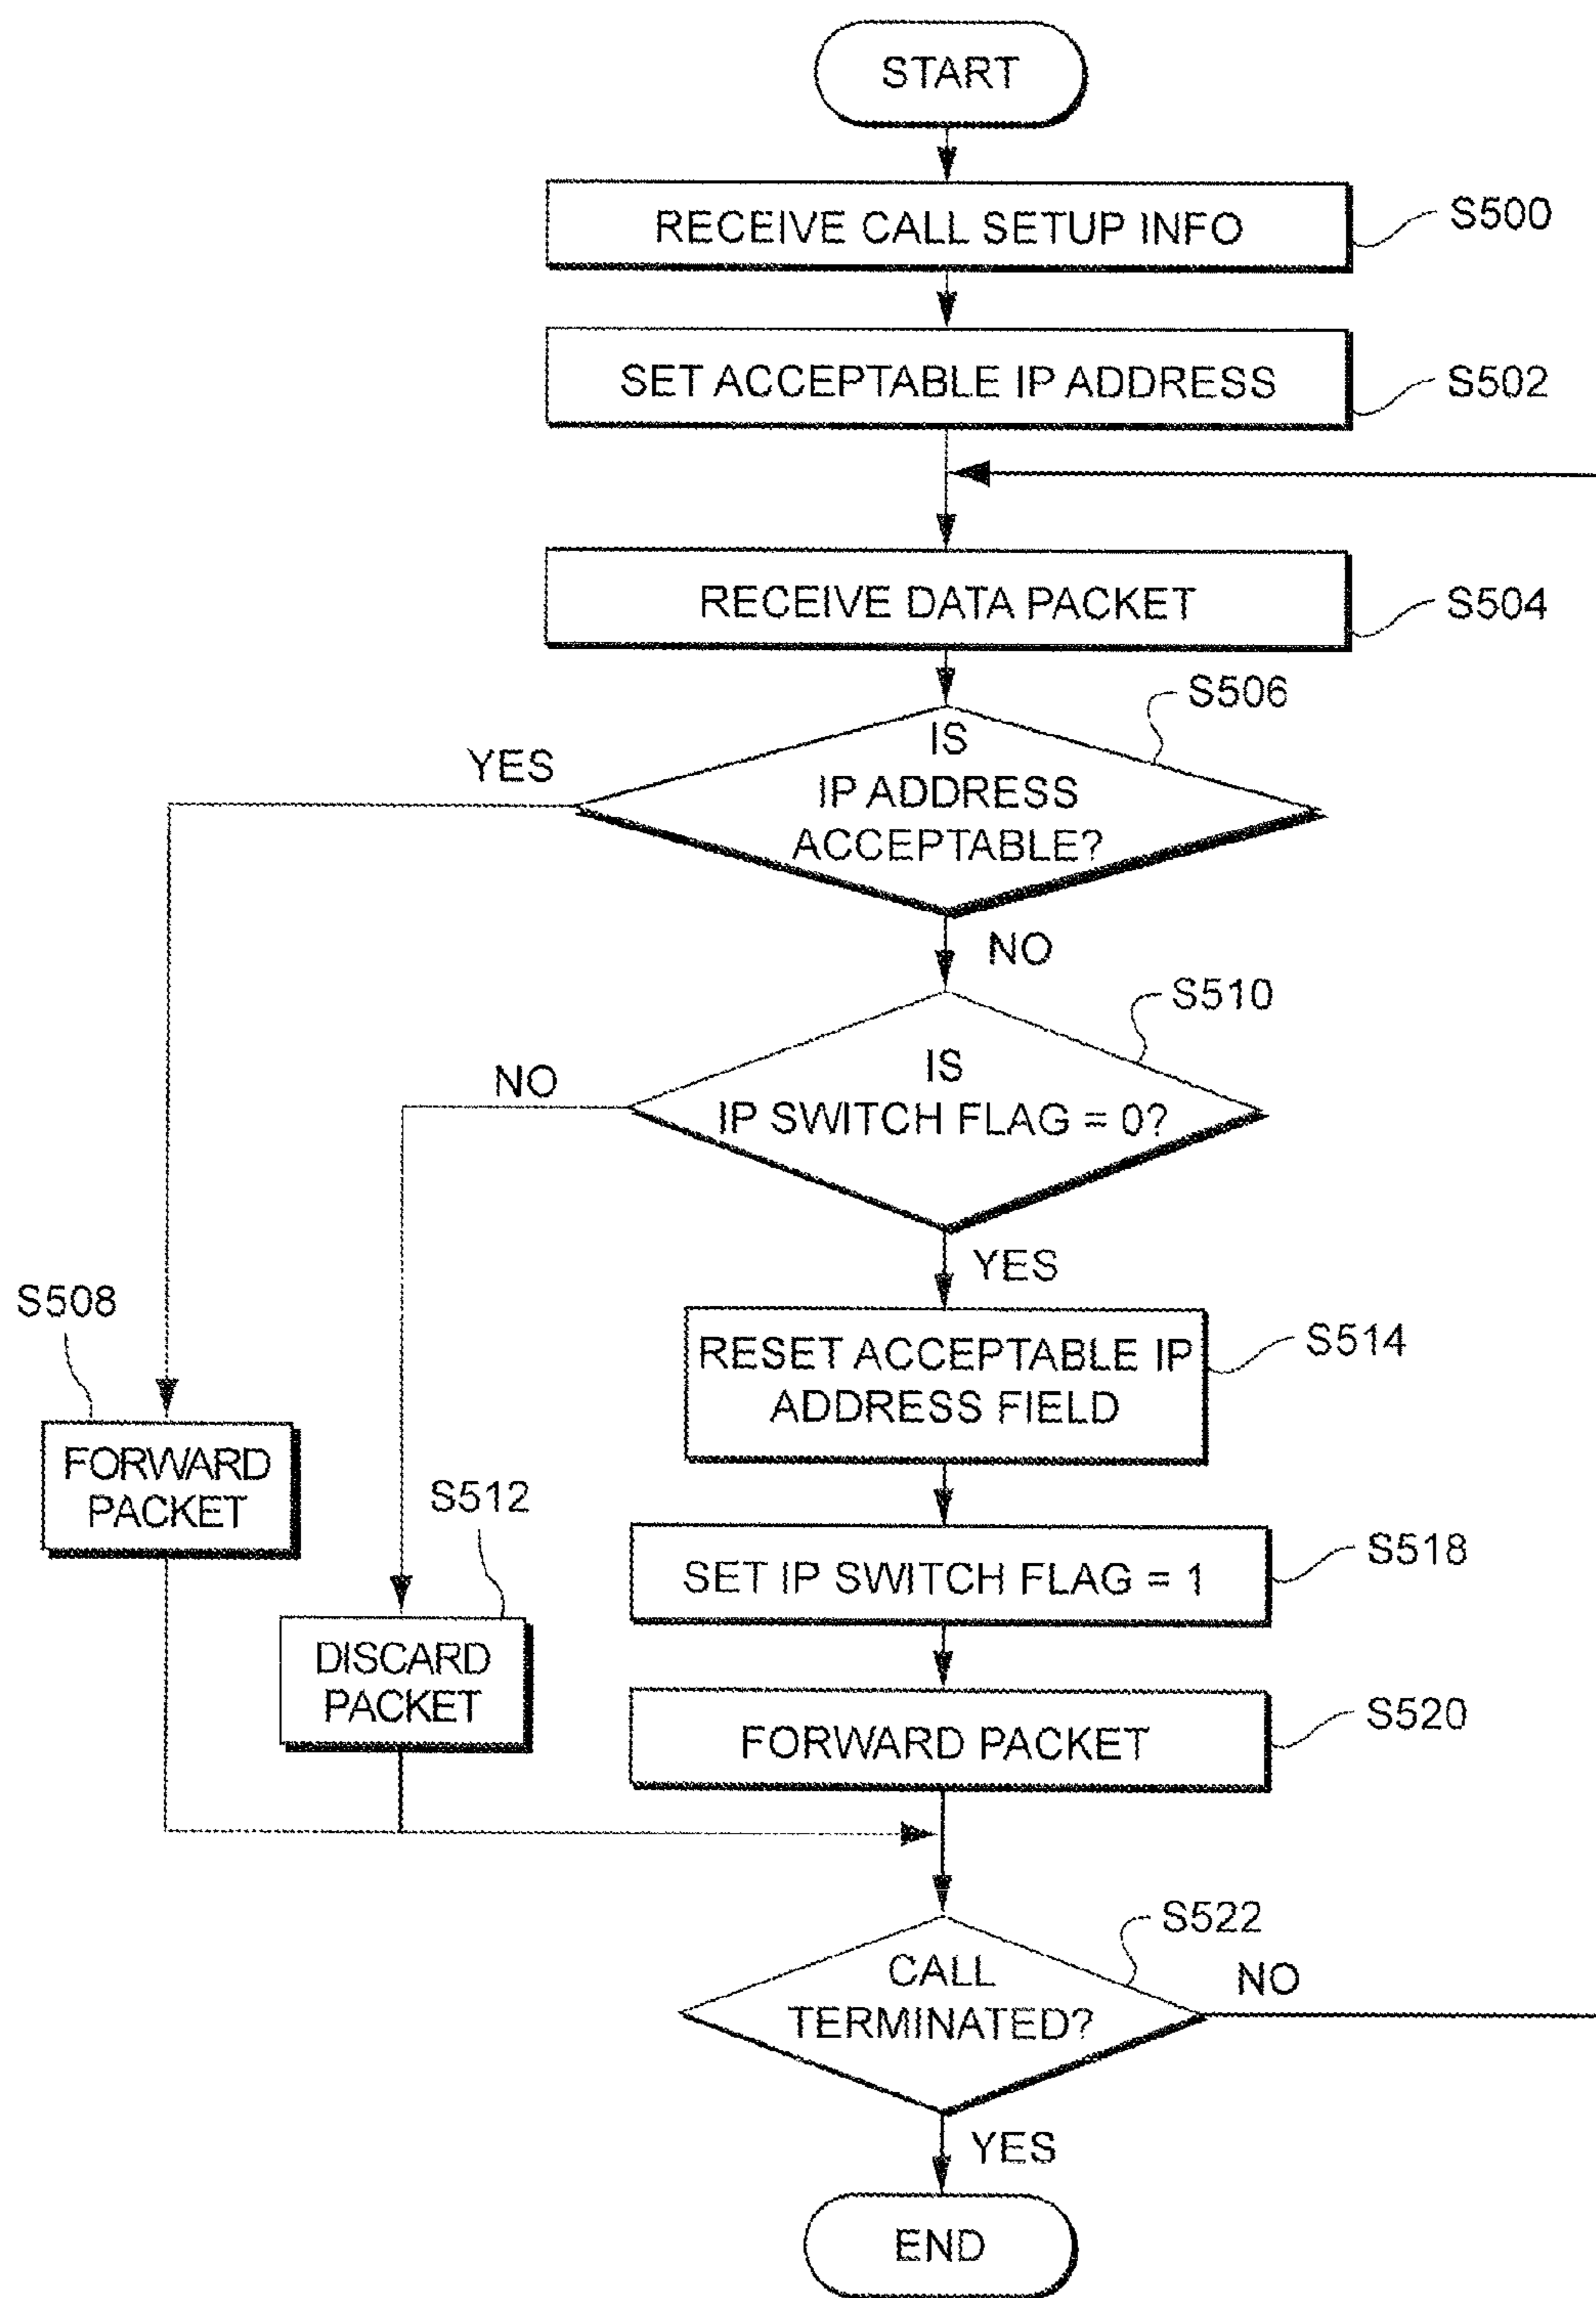 START
RECEIVE CALL SETUP INFO
S500
SET ACCEPTABLE IP ADDRESS
S502
RECEIVE DATA PACKET
S504
S506
YES
IS
IP ADDRESS
ACCEPTABLE?
NO
S510
NO
IS
IP SWITCH FLAG = 0?
YES
S508
RESET ACCEPTABLE IP
ADDRESS FIELD
S514
FORWARD
PACKET
S512
SET IP SWITCH FLAG = 1
S518
DISCARD
PACKET
FORWARD PACKET
S520
S522
CALL
TERMINATED?
NO
YES
END